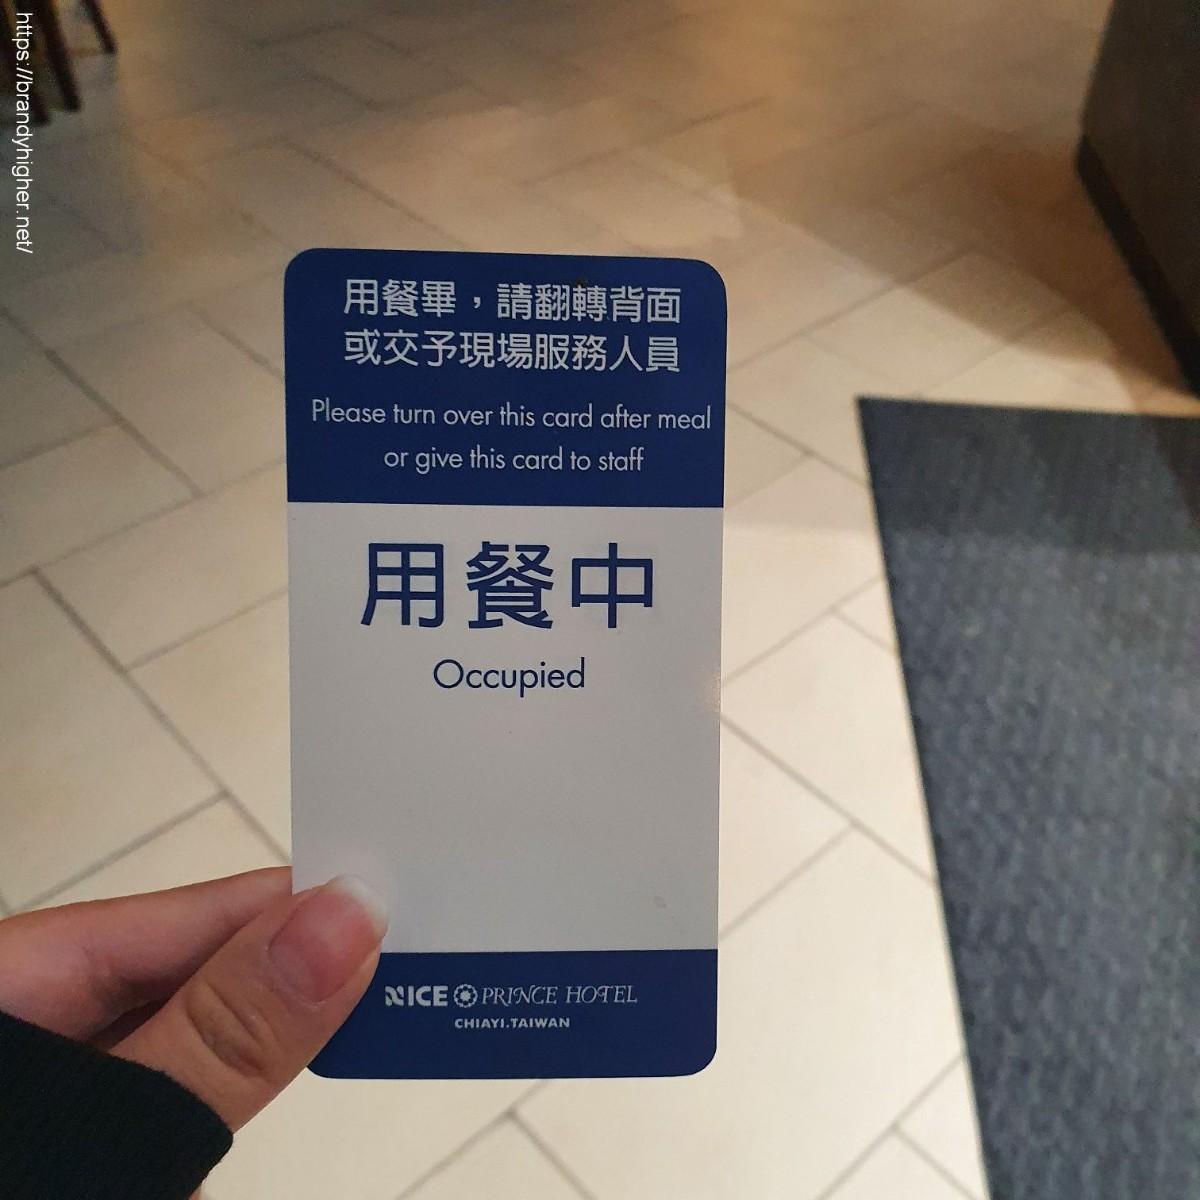 https://brandyhigher.net/
用餐畢，請翻轉背面
或交予現場服務人員
Please turn over this card after meal
or give this card to staff
用餐中
Occupied
NICE PRINCE HOTEL
CHIAYI.TAIWAN